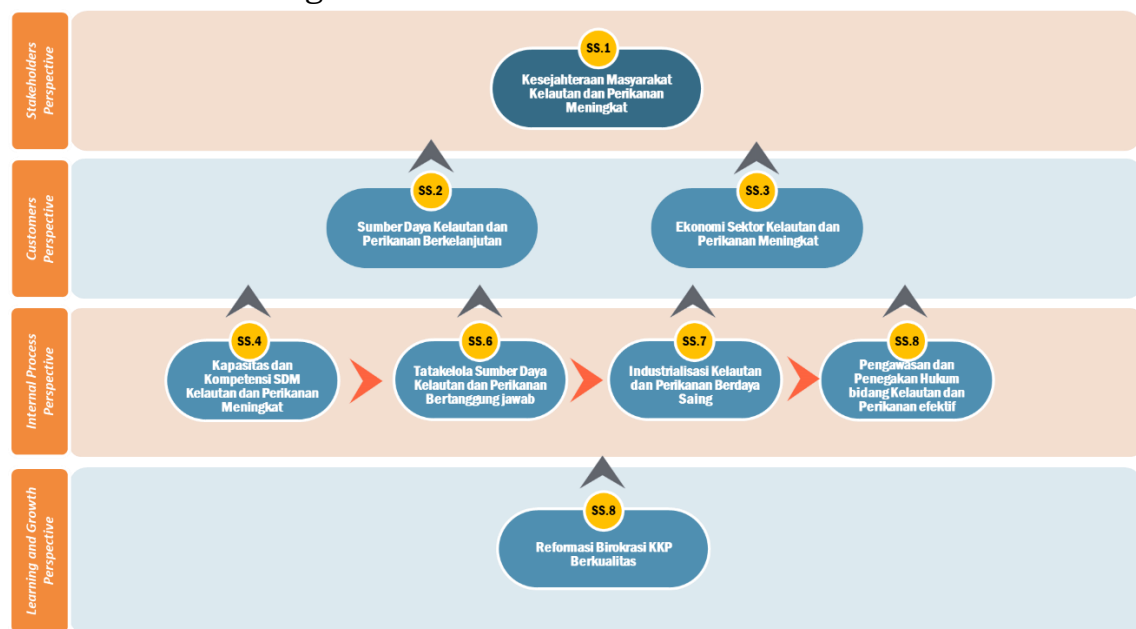 Stakeholders
Perspective
SS.1
Kesejahteraan Masyarakat
Kelautan dan Perikanan
Meningkat
Customers
Perspective
SS.2
Sumber Daya Kelautan dan
Perikanan Berkelanjutan
SS.3
Ekonomi Sektor Kelautan dan
Perikanan Meningkat
Internal Process
Perspective
SS.4
Kapasitas dan
Kompetensi SDM
Kelautan dan Perikanan
Meningkat
SS.6
Tatakelola Sumber Daya
Kelautan dan Perikanan
Bertanggung jawab
SS.7
Industrialisasi Kelautan
dan Perikanan Berdaya
Saing
SS.8
Pengawasan dan
Penegakan Hukum
bidang Kelautan dan
Perikanan efektif
Learning and Growth
Perspective
SS.8
Reformasi Birokrasi KKP
Berkualitas